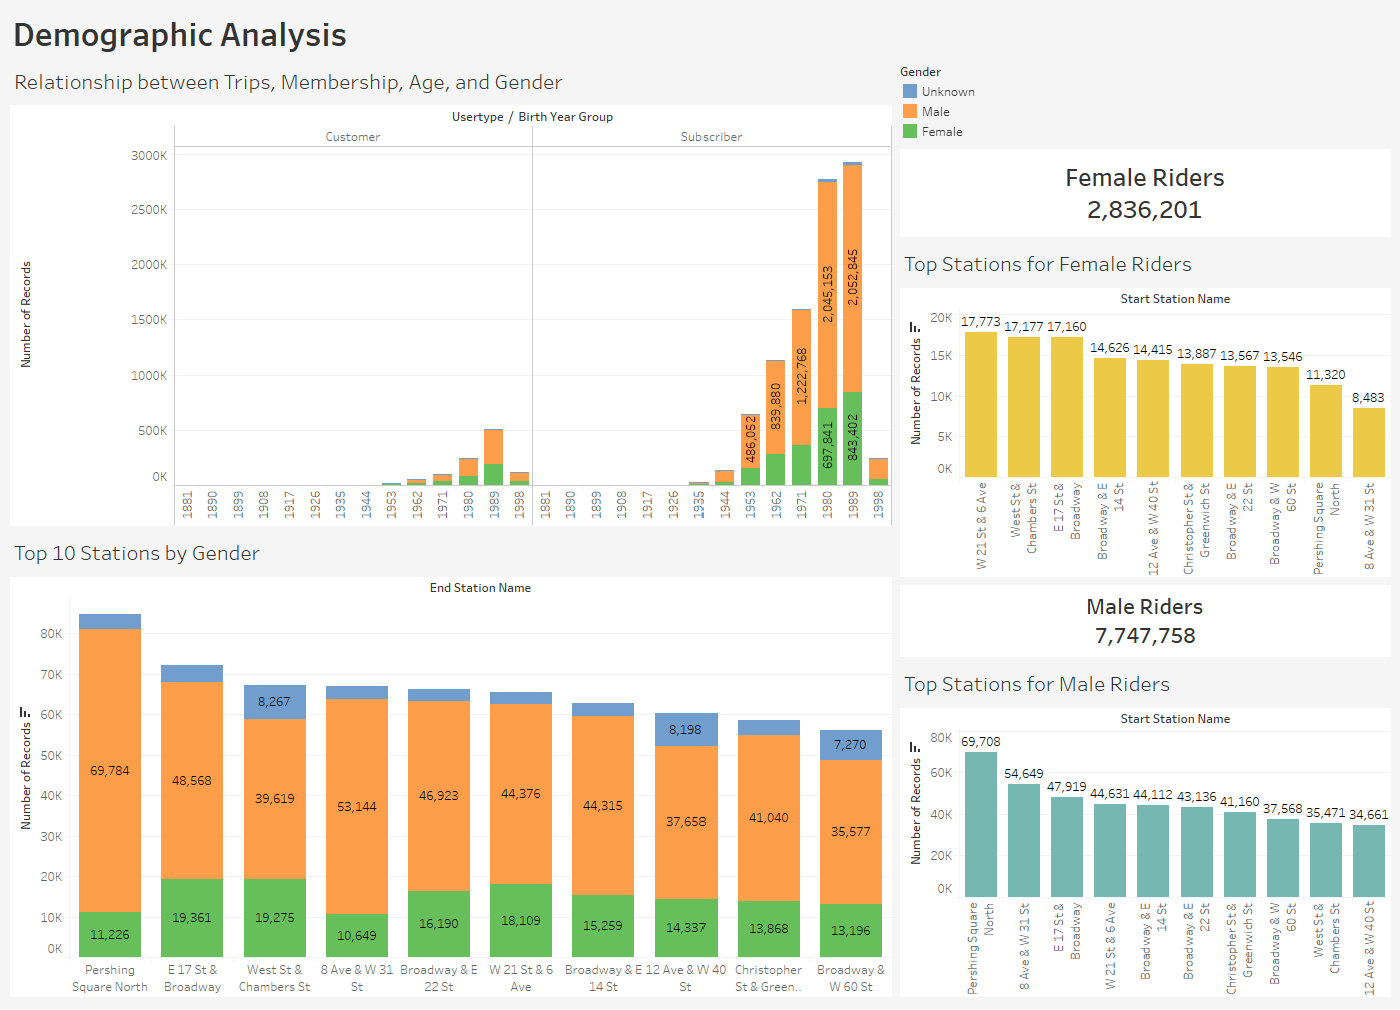 Demographic Analysis
Relationship between Trips, Membership, Age, and Gender
Usertype / Birth Year Group
Customer
Subscriber
Number of Records
3000K
2500K
2000K
1500K
1000K
500K
0K
486,052
839,880
1,222,768
2,045,153
697,841
2,052,845
843,402
1881
1890
1899
1908
1917
1926
1935
1944
1953
1962
1971
1980
1989
1998
1881
1890
1899
1908
1917
1926
1935
1944
1953
1962
1971
1980
1989
1998
Gender
Unknown
Male
Female
Female Riders
2,836,201
Top Stations for Female Riders
Start Station Name
Number of Records
20K
15K
10K
5K
0K
17,773
17,177
17,160
14,626
14,415
13,887
13,567
13,546
11,320
8,483
W 21 St & 6 Ave
West St &
Chambers St
E 17 St &
Broadway
Broadway & E
14 St
12 Ave & W 40 St
Christopher St &
Greenwich St
Broadway & E
22 St
Broadway & W
60 St
Pershing Square
North
8 Ave & W 31 St
Top 10 Stations by Gender
End Station Name
Number of Records
80K
70K
60K
50K
40K
30K
20K
10K
0K
69,784
11,226
48,568
19,361
8,267
39,619
19,275
53,144
10,649
46,923
16,190
44,376
18,109
44,315
15,259
8,198
37,658
14,337
41,040
13,868
7,270
35,577
13,196
Pershing
Square North
E 17 St &
Broadway
West St &
Chambers St
8 Ave & W 31
St
Broadway & E
22 St
W 21 St & 6
Ave
Broadway & E
14 St
12 Ave & W 40
St
Christopher
St & Green..
Broadway &
W 60 St
Male Riders
7,747,758
Top Stations for Male Riders
Start Station Name
Number of Records
80K
60K
40K
20K
0K
69,708
54,649
47,919
44,631
44,112
43,136
41,160
37,568
35,471
34,661
Pershing Square
North
8 Ave & W 31 St
E 17 St &
Broadway
W 21 St & 6 Ave
Broadway & E
14 St
Broadway & E
22 St
Christopher St &
Greenwich St
Broadway & W
60 St
West St &
Chambers St
12 Ave & W 40 St